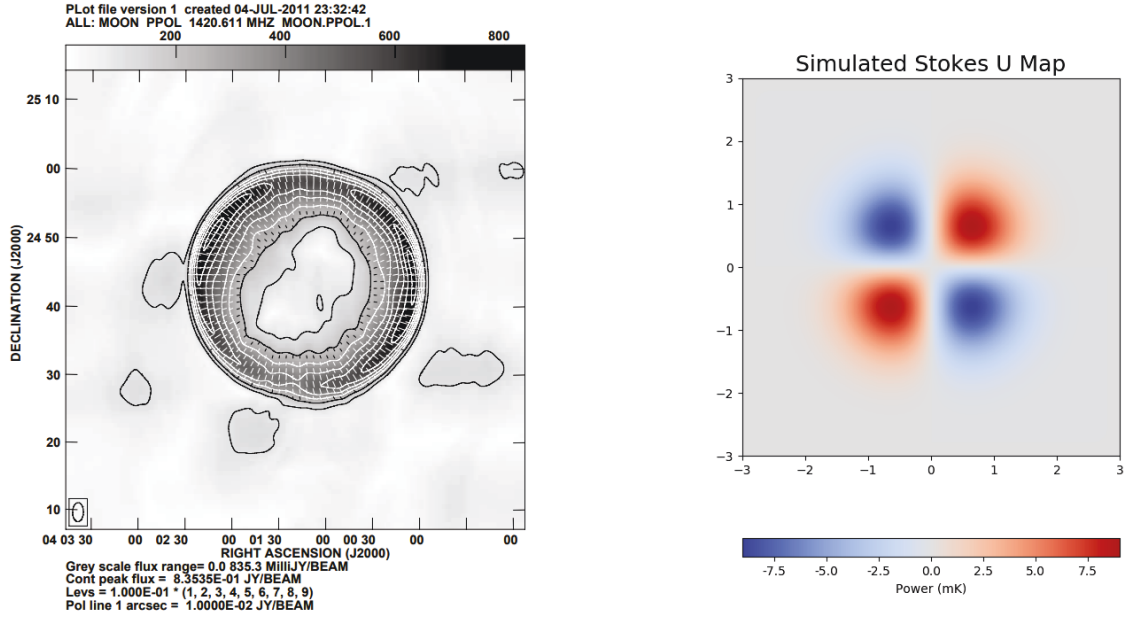 PLot file version 1 created 04-JUL-2011 23:32:42
ALL: MOON PPOL 1420.611 MHZ MOON.PPOL.1
200 400 600 800
DECLINATION (J2000)
25 10
00
24 50
40
30
20
10
04 03 30 00 02 30 00 01 30 00 00 30 00 00
RIGHT ASCENSION (J2000)
Grey scale flux range= 0.0 835.3 MilliJY/BEAM
Cont peak flux = 8.3535E-01 JY/BEAM
Levs = 1.000E-01 * (1, 2, 3, 4, 5, 6, 7, 8, 9)
Pol line 1 arcsec = 1.0000E-02 JY/BEAM
Simulated Stokes U Map
3
2
1
0
−1
−2
−3
−3 −2 −1 0 1 2 3
-7.5 -5.0 -2.5 0.0 2.5 5.0 7.5
Power (mK)